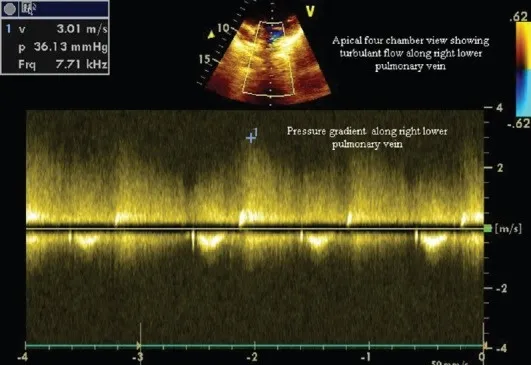 1 v 3.01 m/s
p 36.13 mmHg
Frq 7.71 kHz
10
15
V
.62
-.62
Apical four chamber view showing
turbulant flow along right lower
pulmonary vein
Pressure gradient along right lower
pulmonary vein
1
4
2
[m/s]
-2
-4
-4
-3
-2
-1
0